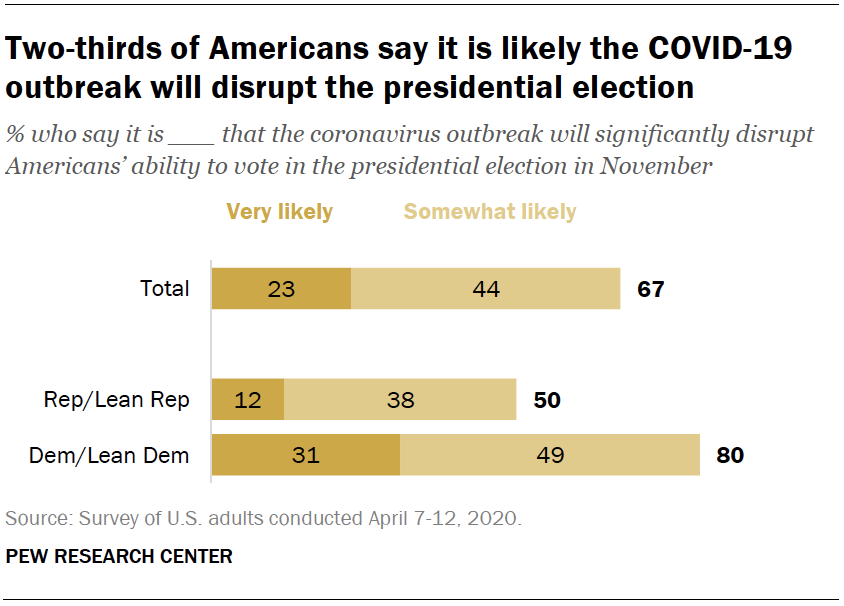 Two-thirds of Americans say it is likely the COVID-19
outbreak will disrupt the presidential election
% who say it is ____ that the coronavirus outbreak will significantly disrupt
Americans’ ability to vote in the presidential election in November
Very likely Somewhat likely
Total 23 44 67
Rep/Lean Rep 12 38 50
Dem/Lean Dem 31 49 80
Source: Survey of U.S. adults conducted April 7-12, 2020.
PEW RESEARCH CENTER